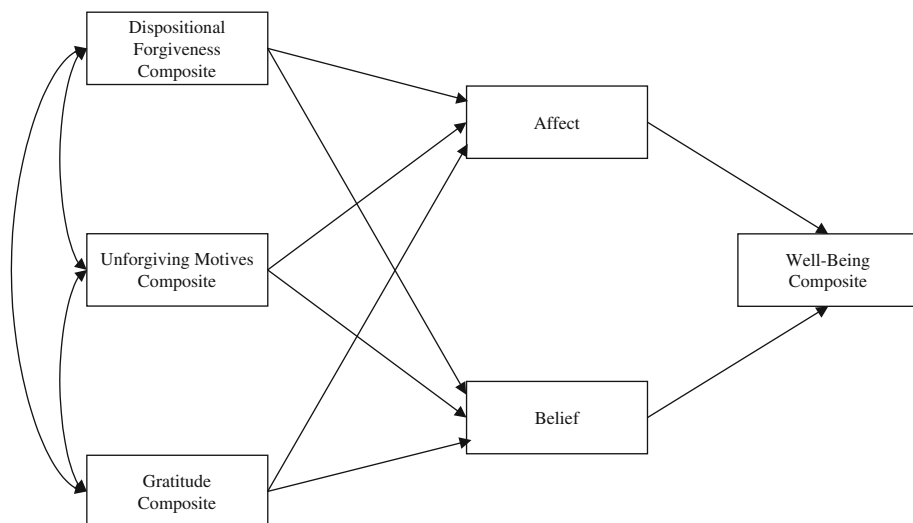 Dispositional
Forgiveness
Composite
Affect
Unforgiving Motives
Composite
Well-Being
Composite
Belief
Gratitude
Composite